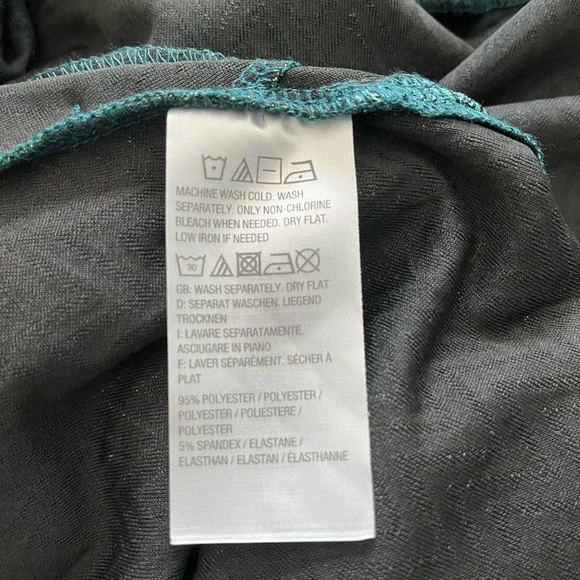 MACHINE WASH COLD. WASH
SEPARATELY. ONLY NON-CHLORINE
BLEACH WHEN NEEDED. DRY FLAT.
LOW IRON IF NEEDED
30
GB: WASH SEPARATELY. DRY FLAT
D: SEPARAT WASCHEN. LIEGEND
TROCKNEN
I: LAVARE SEPARATAMENTE.
ASCIUGARE IN PIANO
F: LAVER SÉPARÉMENT. SÉCHER À
PLAT
95% POLYESTER / POLYESTER /
POLYESTER / POLIESTERE /
POLYESTER
5% SPANDEX / ELASTANE /
ELASTHAN / ELASTAN / ÉLASTHANNE